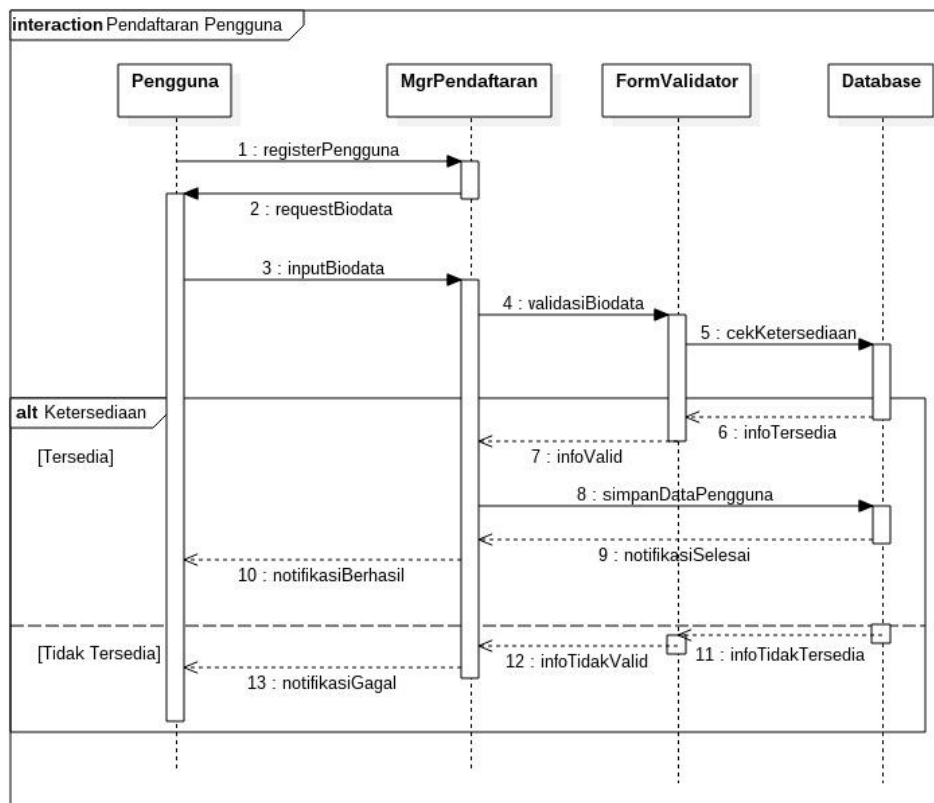 interaction Pendaftaran Pengguna
Pengguna
MgrPendaftaran
FormValidator
Database
1 : registerPengguna
2 : requestBiodata
3 : inputBiodata
4 : validasiBiodata
5 : cekKetersediaan
alt Ketersediaan
6 : infoTersedia
[Tersedia]
7 : infoValid
8 : simpanDataPengguna
9 : notifikasiSelesai
10 : notifikasiBerhasil
[Tidak Tersedia]
11 : infoTidakTersedia
12 : infoTidakValid
13 : notifikasiGagal